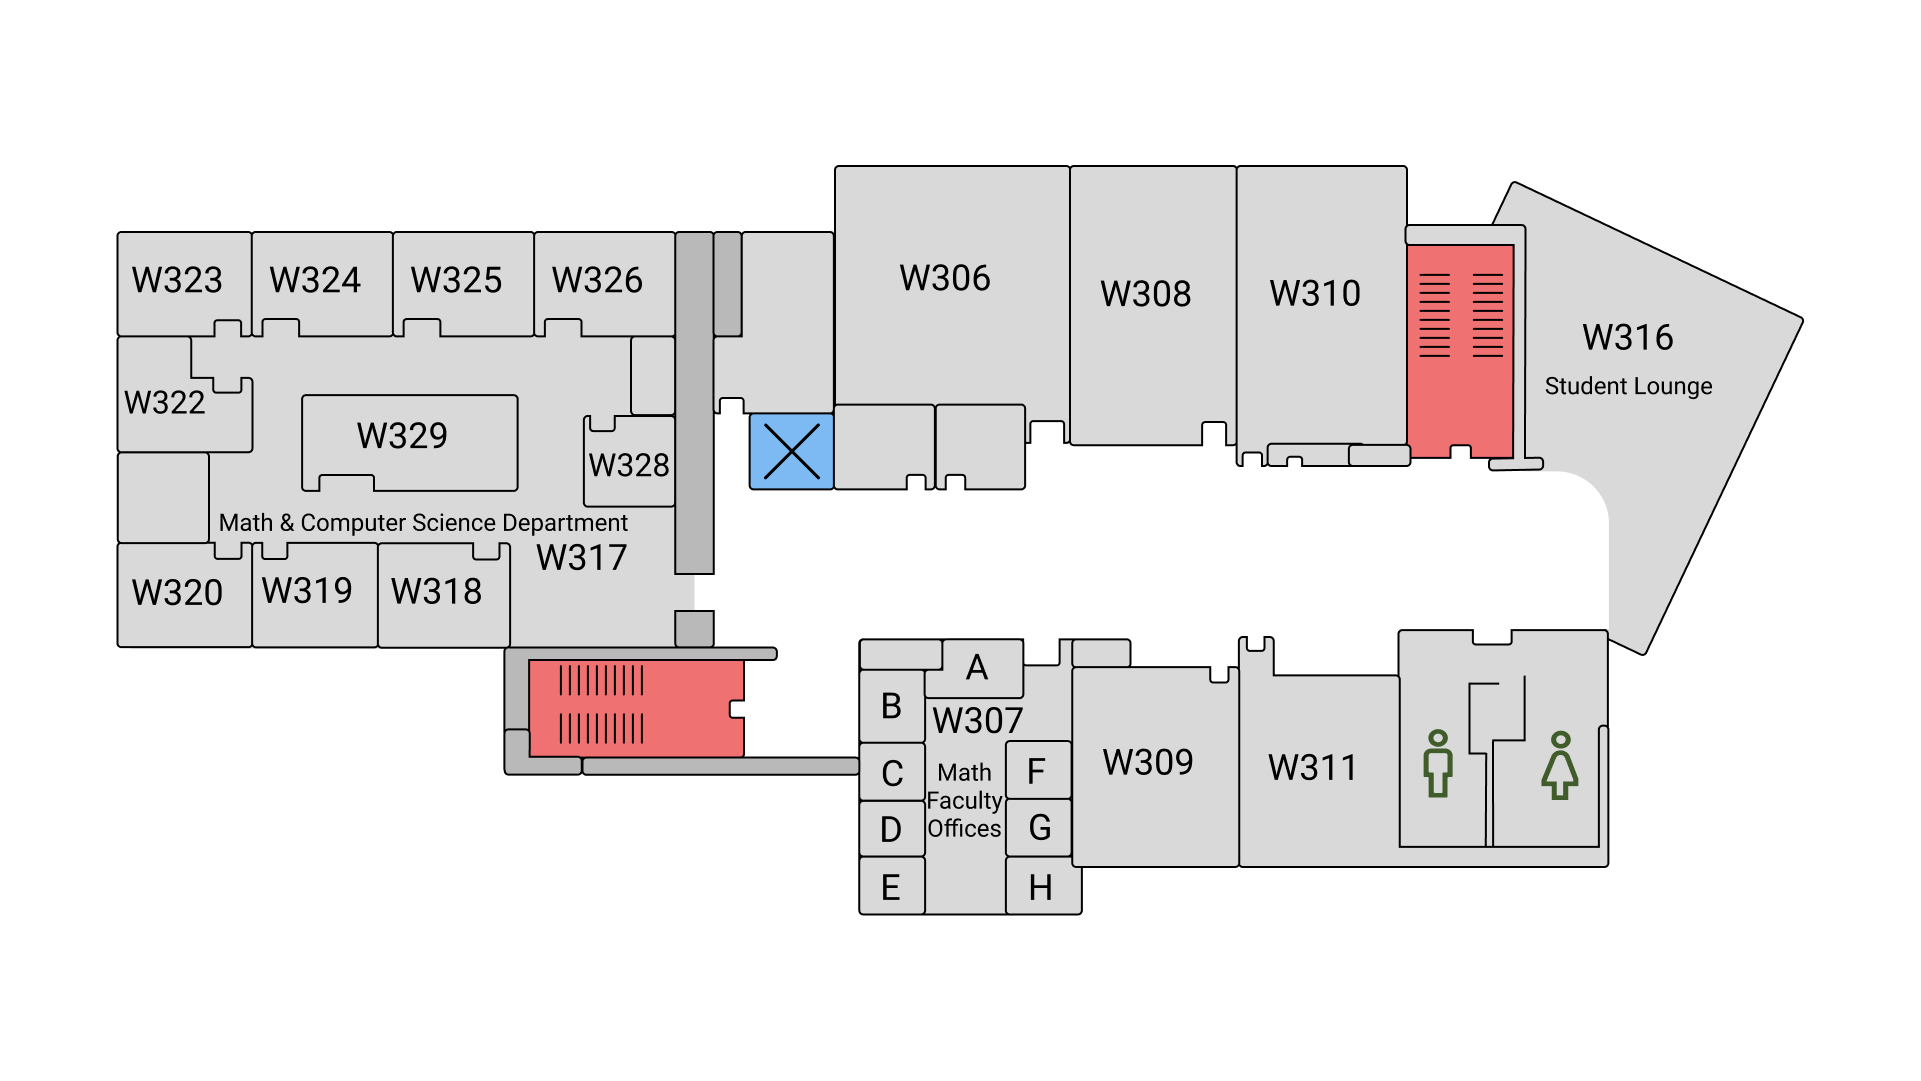 W323
W324
W325
W326
W306
W308
W310
W316
Student Lounge
W322
W329
W328
Math & Computer Science Department
W317
W320
W319
W318
A
B
W307
C
Math
Faculty
Offices
F
D
G
E
H
W309
W311